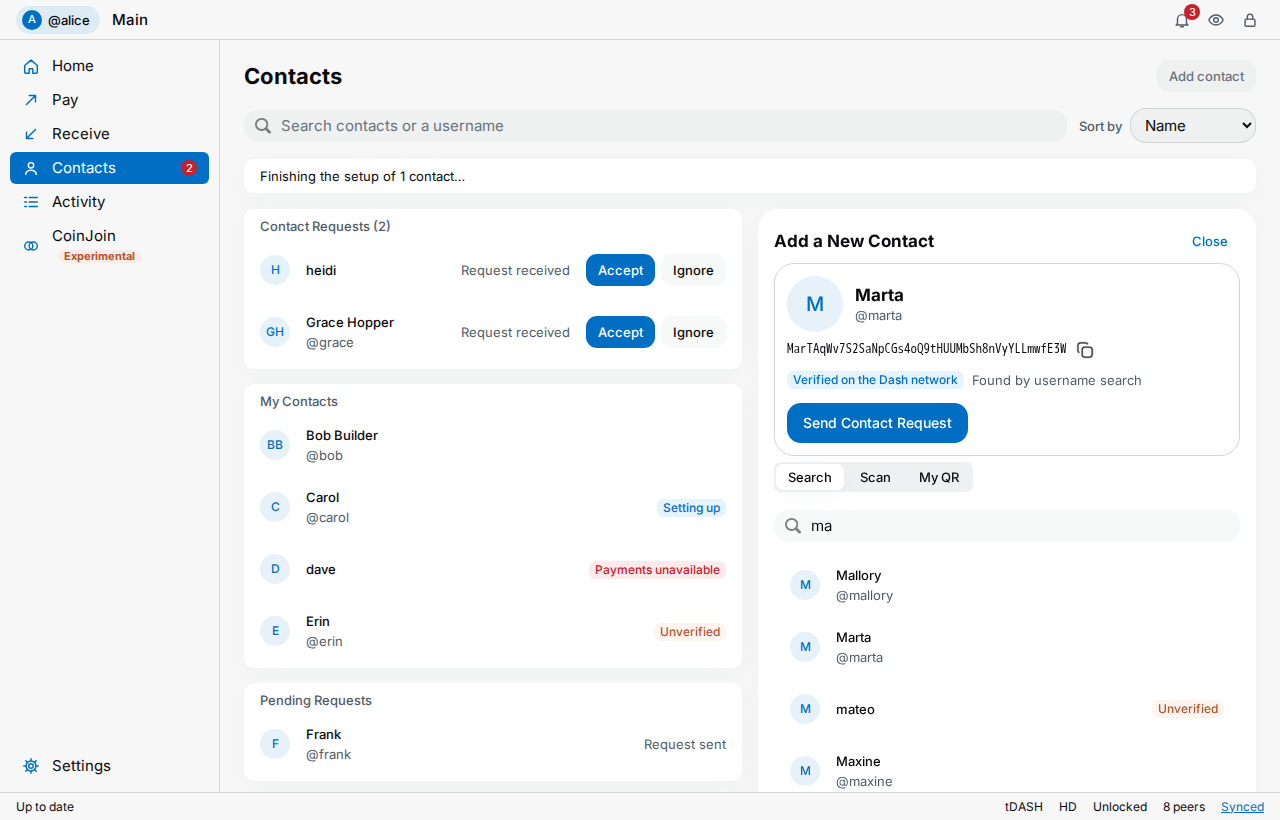 A @alice Main 3
Home
Pay
Receive
Contacts 2
Activity
CoinJoin
Experimental
Settings
Contacts
Add contact
Search contacts or a username
Sort by Name
Finishing the setup of 1 contact...
Contact Requests (2)
H heidi Request received Accept Ignore
GH Grace Hopper
@grace
Request received Accept Ignore
My Contacts
BB Bob Builder
@bob
C Carol
@carol
Setting up
D dave Payments unavailable
E Erin
@erin
Unverified
Pending Requests
F Frank
@frank
Request sent
Add a New Contact Close
M Marta
@marta
MarTAqWv7S2SaNpCGs4oQ9tHUUMbSh8nVyYLLmwfE3W
Verified on the Dash network Found by username search
Send Contact Request
Search Scan My QR
ma
M Mallory
@mallory
M Marta
@marta
M mateo Unverified
M Maxine
@maxine
Up to date tDASH HD Unlocked 8 peers Synced